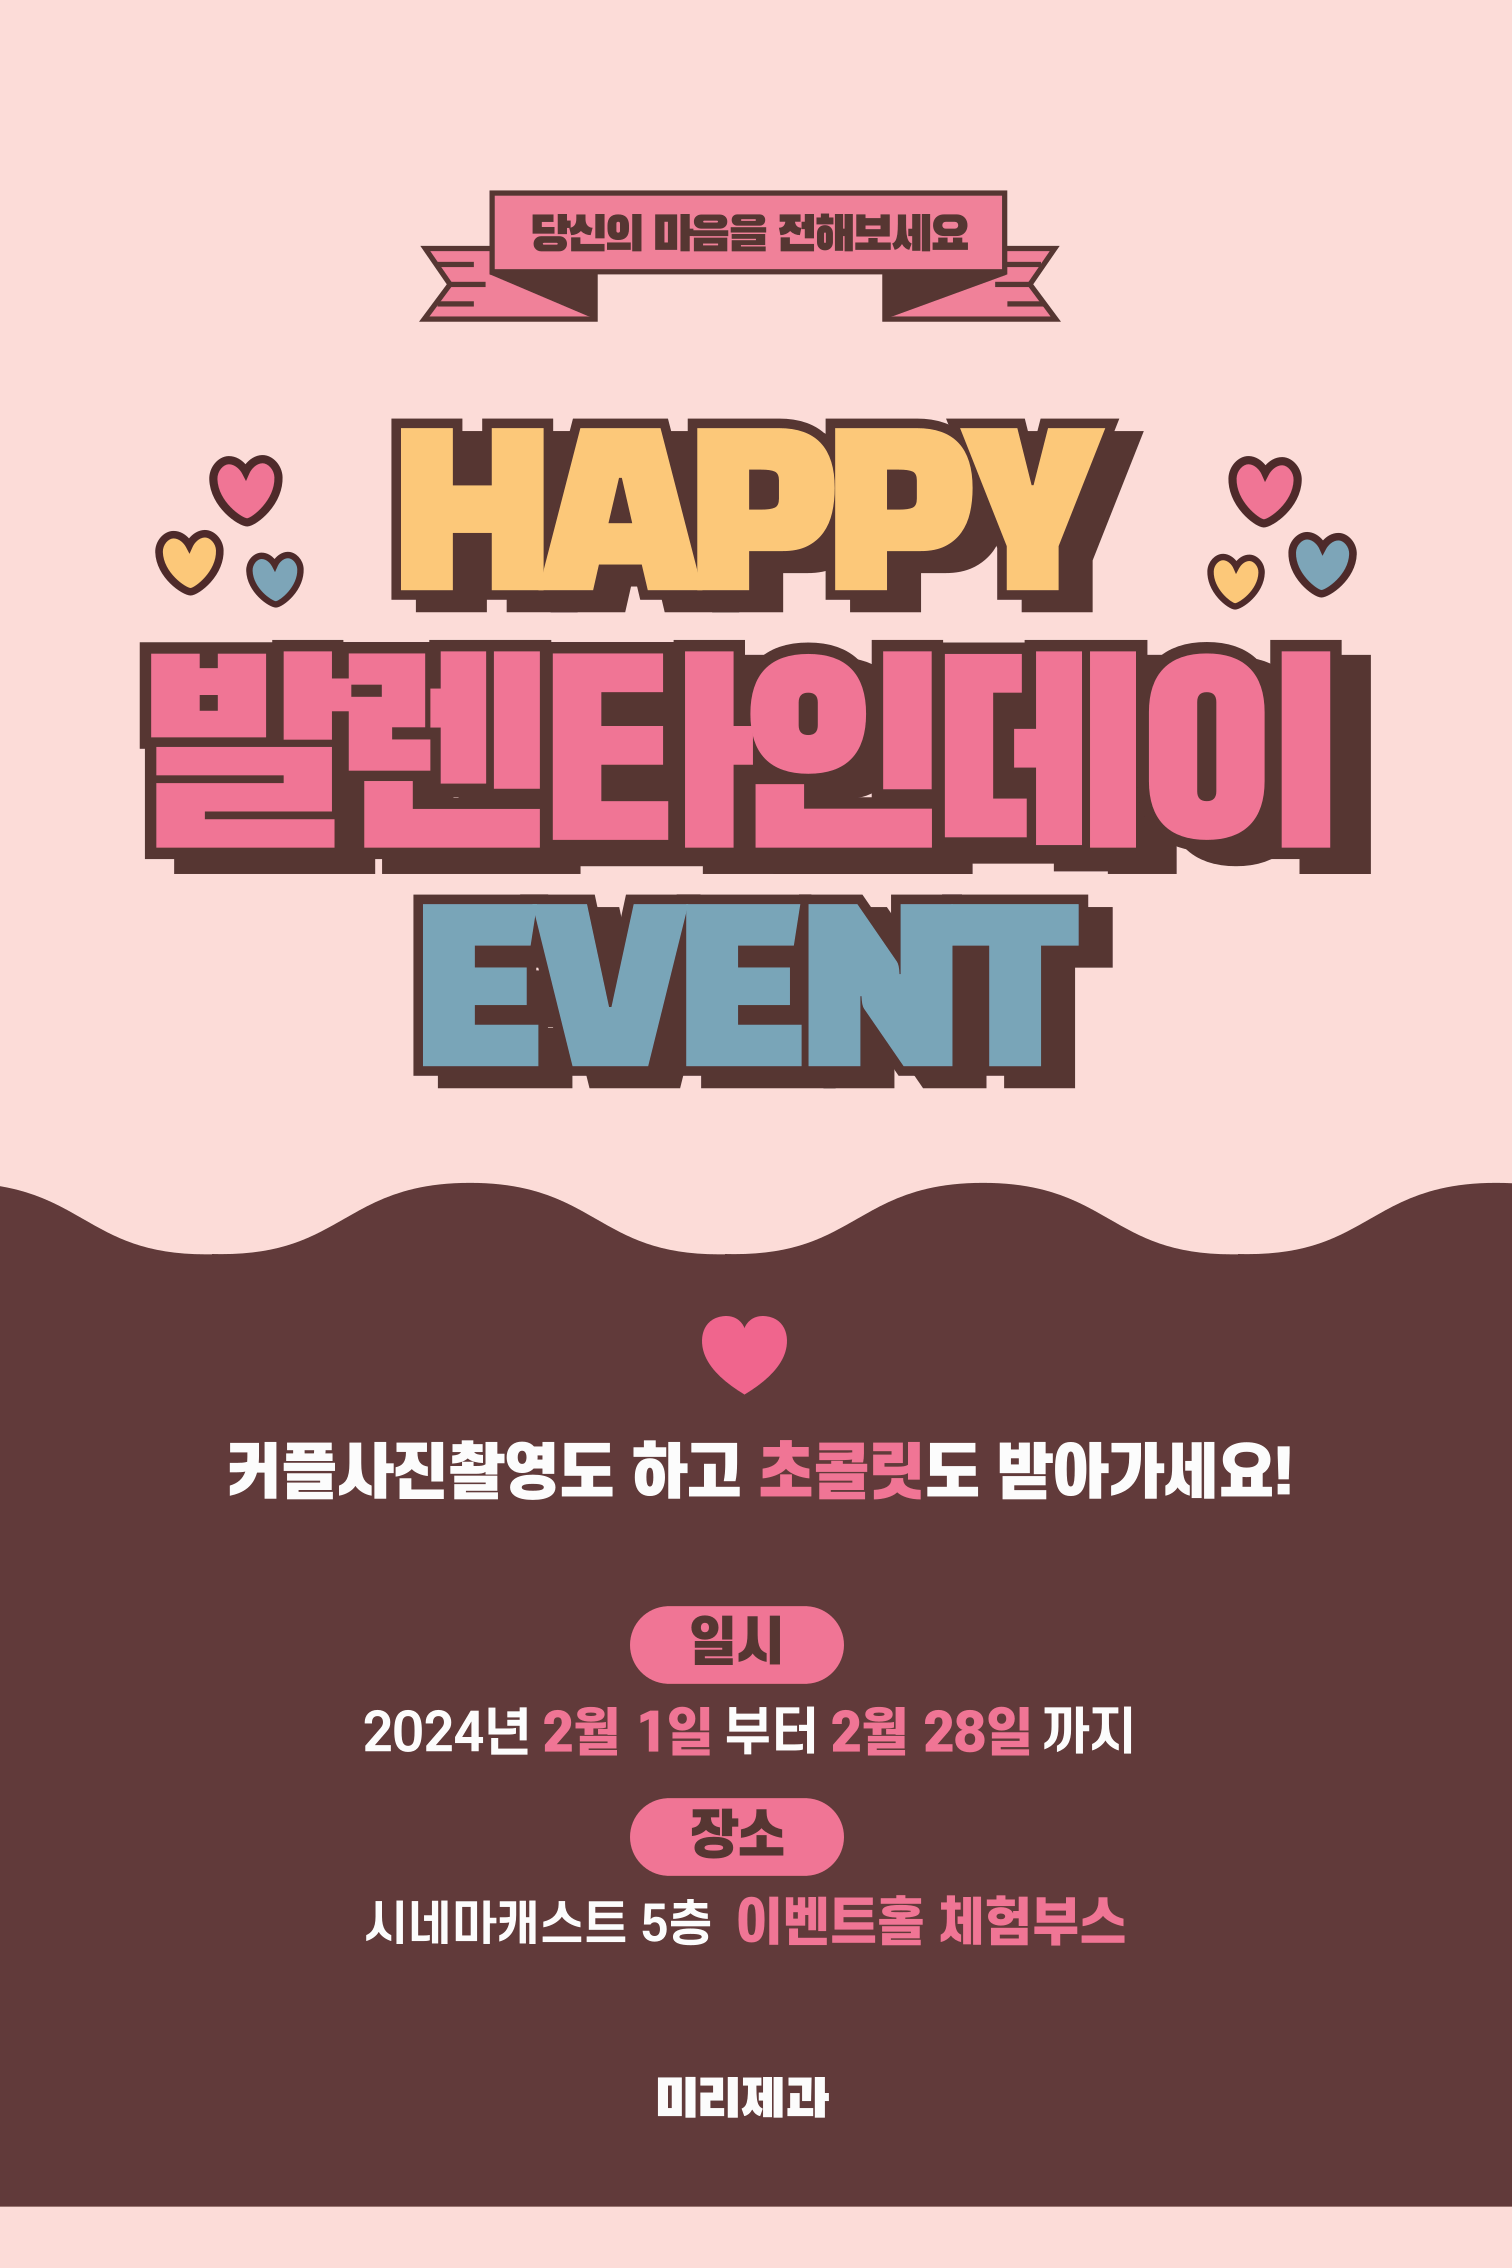 당신의 마음을 전해보세요
HAPPY
발렌타인데이
EVENT
커플사진촬영도 하고 초콜릿도 받아가세요!
일시
2024년 2월 1일 부터 2월 28일 까지
장소
시네마캐스트 5층 이벤트홀 체험부스
미리제과